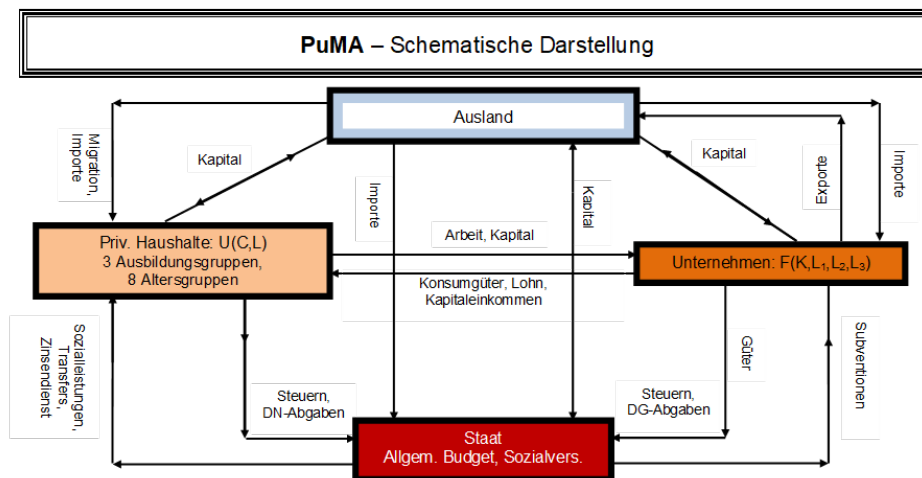 PuMA – Schematische Darstellung
Ausland
Migration,
Importe
Kapital
Importe
Kapital
Kapital
Exporte
Importe
Priv. Haushalte: U(C,L)
3 Ausbildungsgruppen,
8 Altersgruppen
Arbeit, Kapital
Konsumgüter, Lohn,
Kapitaleinkommen
Unternehmen: F(K,L₁,L₂,L₃)
Sozialleistungen,
Transfers,
Zinsendienst
Steuern,
DN-Abgaben
Steuern,
DG-Abgaben
Güter
Subventionen
Staat
Allgem. Budget, Sozialvers.